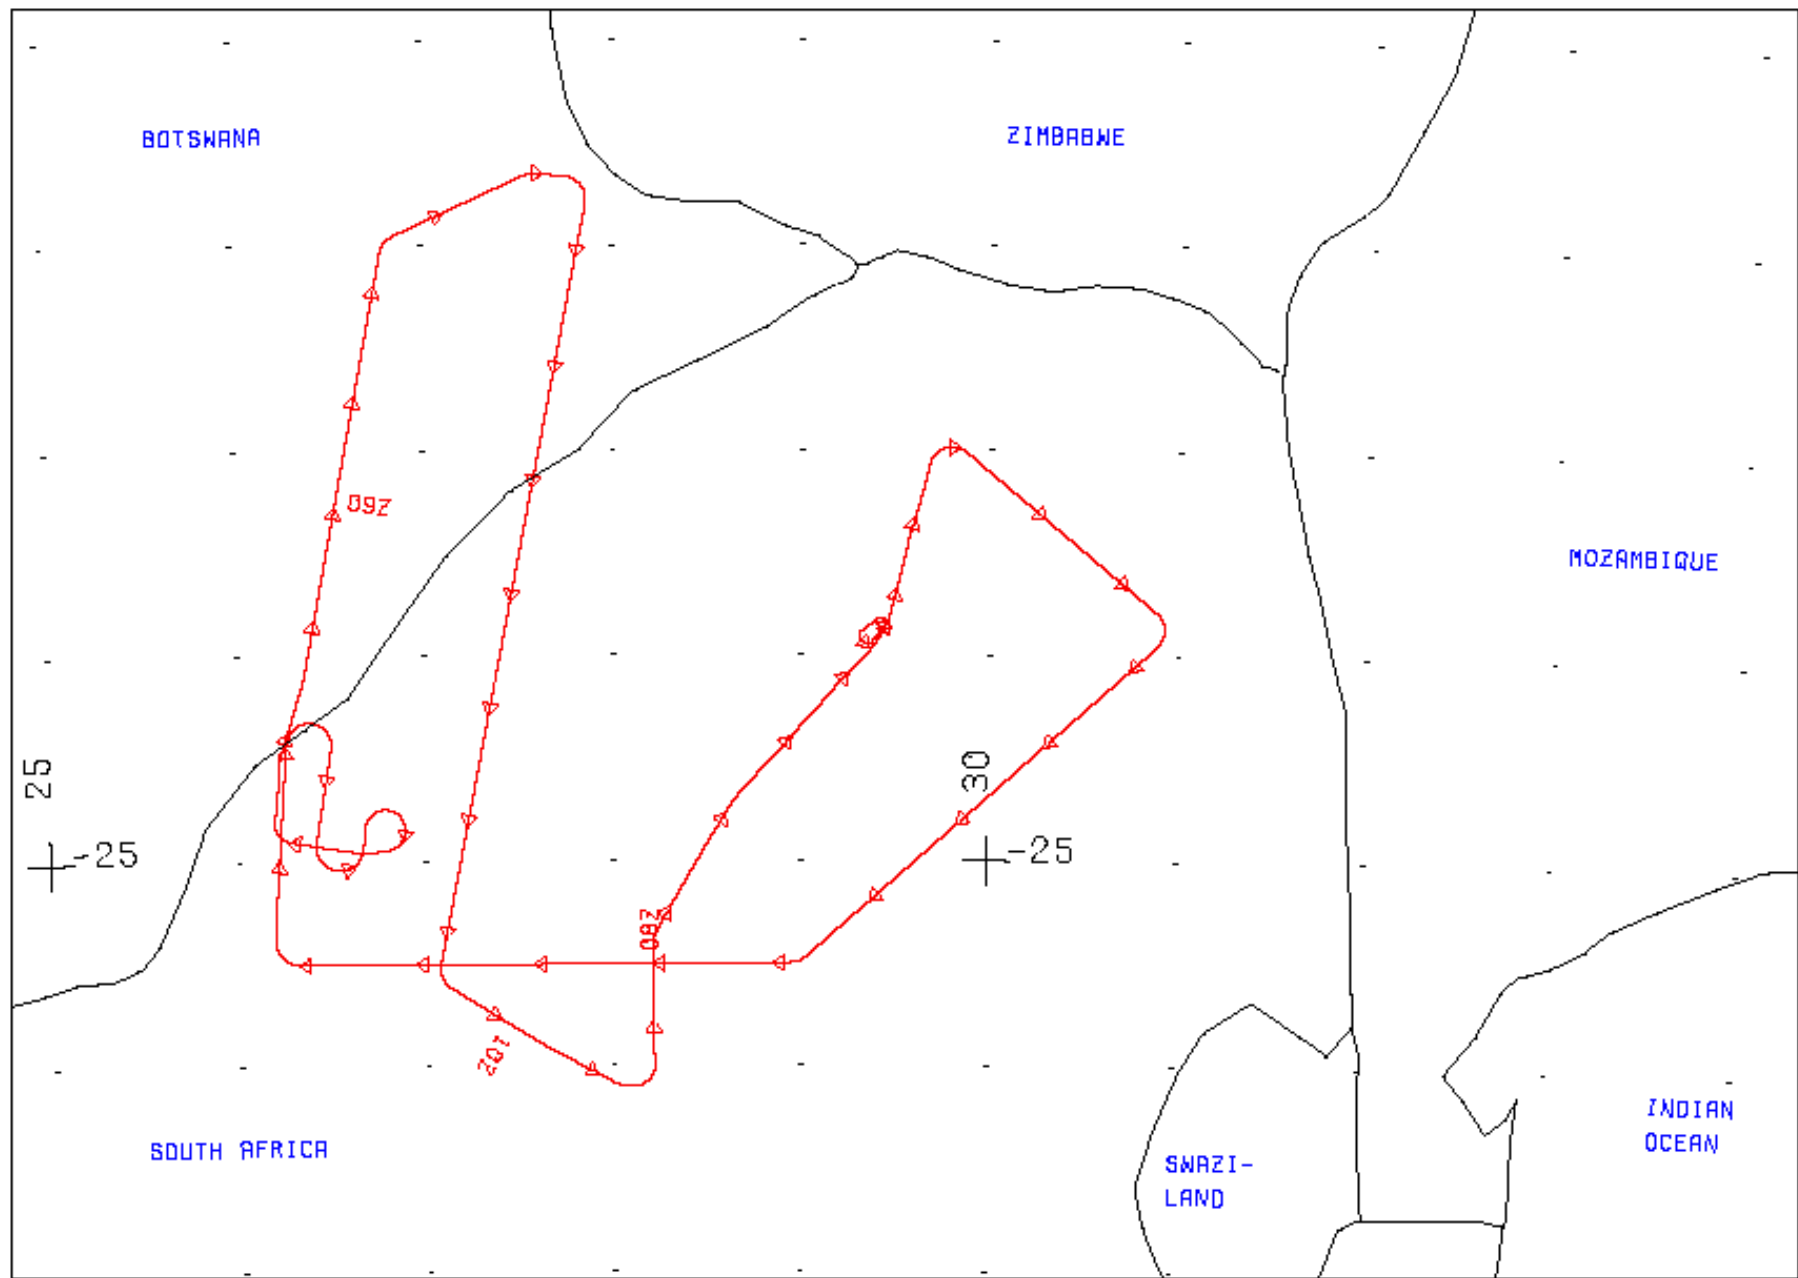 BOTSWANA
ZIMBABWE
09Z
MOZAMBIQUE
25
30
-25
-25
08Z
10Z
INDIAN
OCEAN
SOUTH AFRICA
SWAZI-
LAND